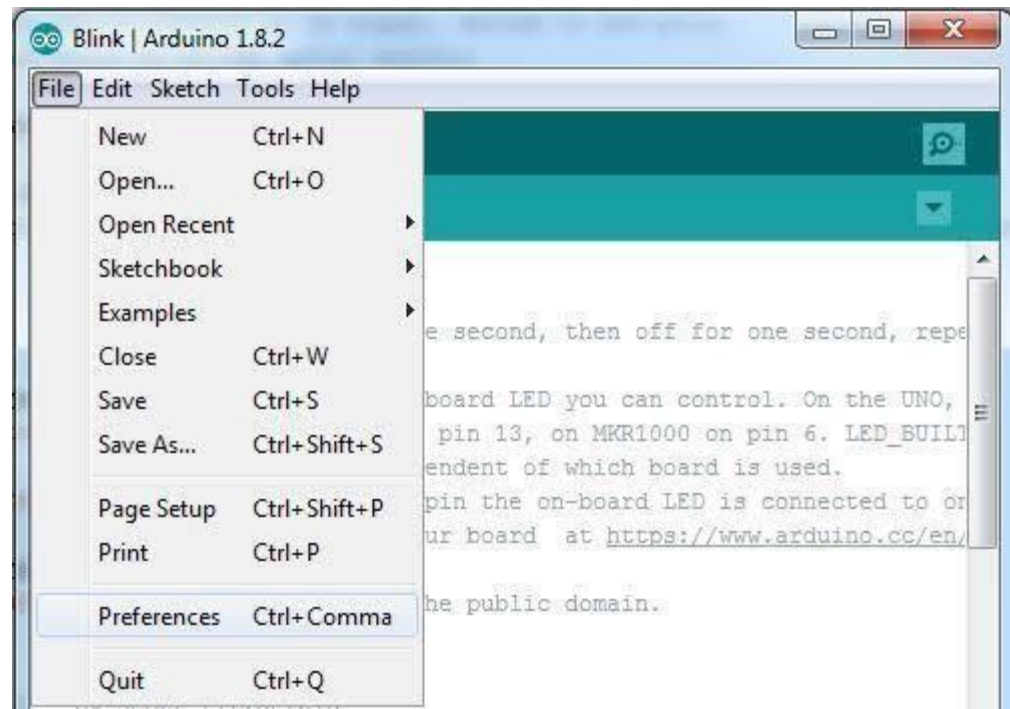 Blink | Arduino 1.8.2
File Edit Sketch Tools Help
New Ctrl+N
Open... Ctrl+O
Open Recent
Sketchbook
Examples
e second, then off for one second, repe
Close Ctrl+W
Save Ctrl+S
board LED you can control. On the UNO,
Save As... Ctrl+Shift+S
pin 13, on MKR1000 on pin 6. LED_BUILT
endent of which board is used.
Page Setup Ctrl+Shift+P
pin the on-board LED is connected to on
ur board at https://www.arduino.cc/en/
Print Ctrl+P
Preferences Ctrl+Comma
he public domain.
Quit Ctrl+Q